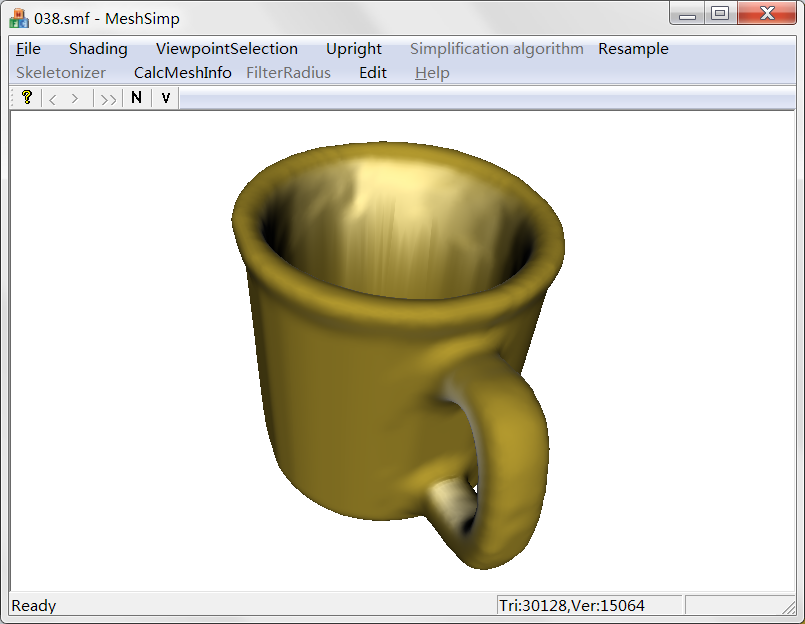 038.smf - MeshSimp
File Shading ViewpointSelection Upright Simplification algorithm Resample
Skeletonizer CalcMeshInfo FilterRadius Edit Help
? < > >> N V
Ready Tri:30128,Ver:15064